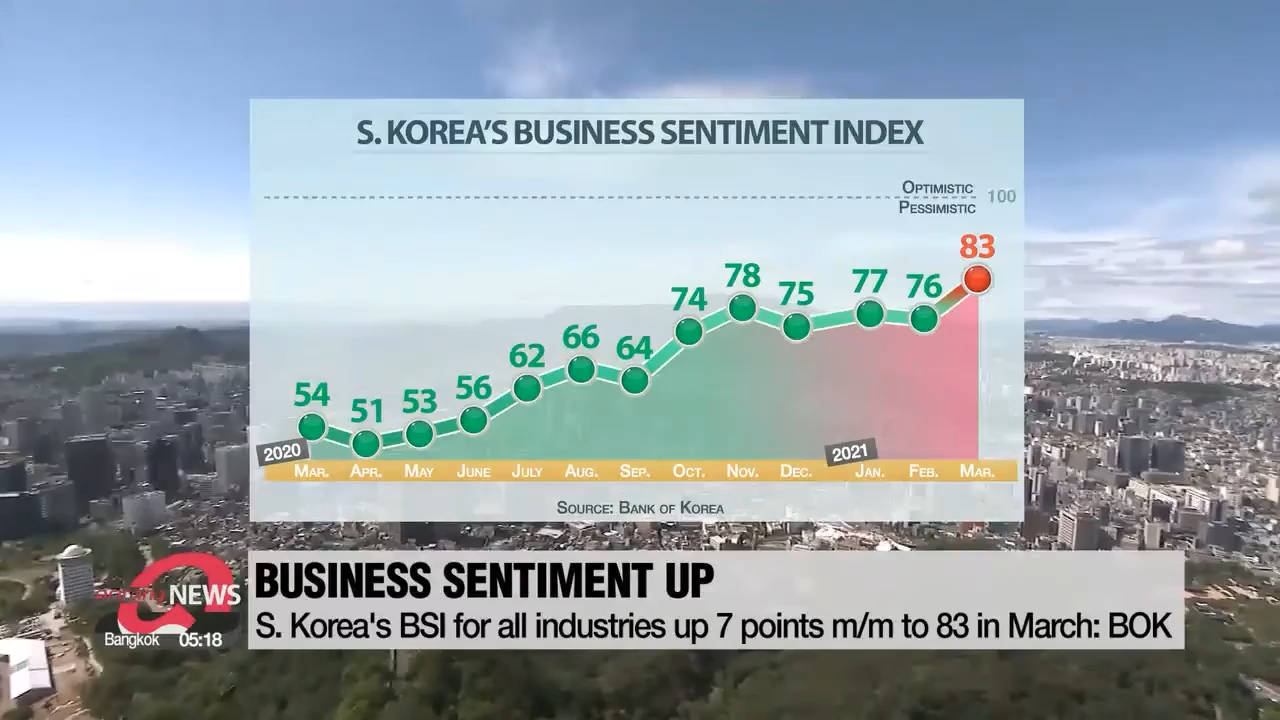 S. KOREA'S BUSINESS SENTIMENT INDEX
OPTIMISTIC
100
PESSIMISTIC
54 51 53 56 62 66 64 74 78 75 77 76 83
2020
2021
MAR. APR. MAY JUNE JULY AUG. SEP. OCT. NOV. DEC. JAN. FEB. MAR.
SOURCE: BANK OF KOREA
NEWS
BUSINESS SENTIMENT UP
Bangkok 05:18
S. Korea's BSI for all industries up 7 points m/m to 83 in March: BOK